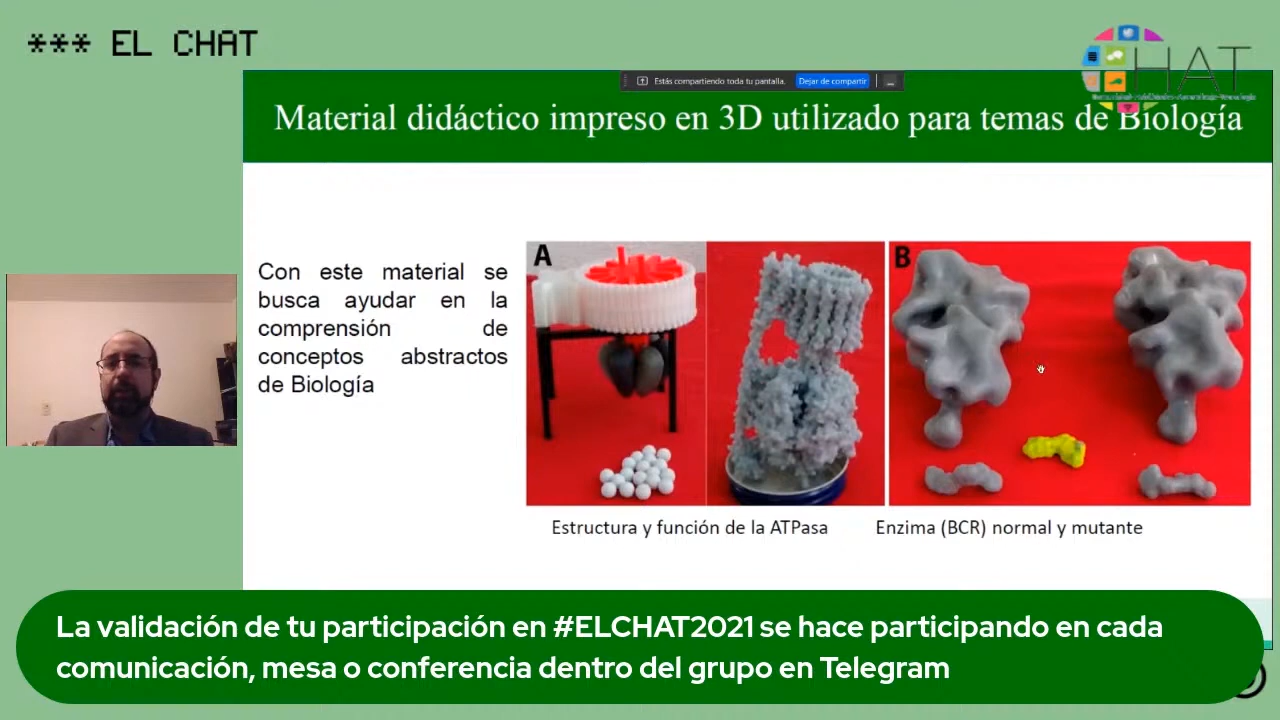 *** EL CHAT
HAT
Estás compartiendo toda tu pantalla. Dejar de compartir
Material didáctico impreso en 3D utilizado para temas de Biología
Con este material se
busca ayudar en la
comprensión de
conceptos abstractos
de Biología
A
B
Estructura y función de la ATPasa
Enzima (BCR) normal y mutante
La validación de tu participación en #ELCHAT2021 se hace participando en cada
comunicación, mesa o conferencia dentro del grupo en Telegram